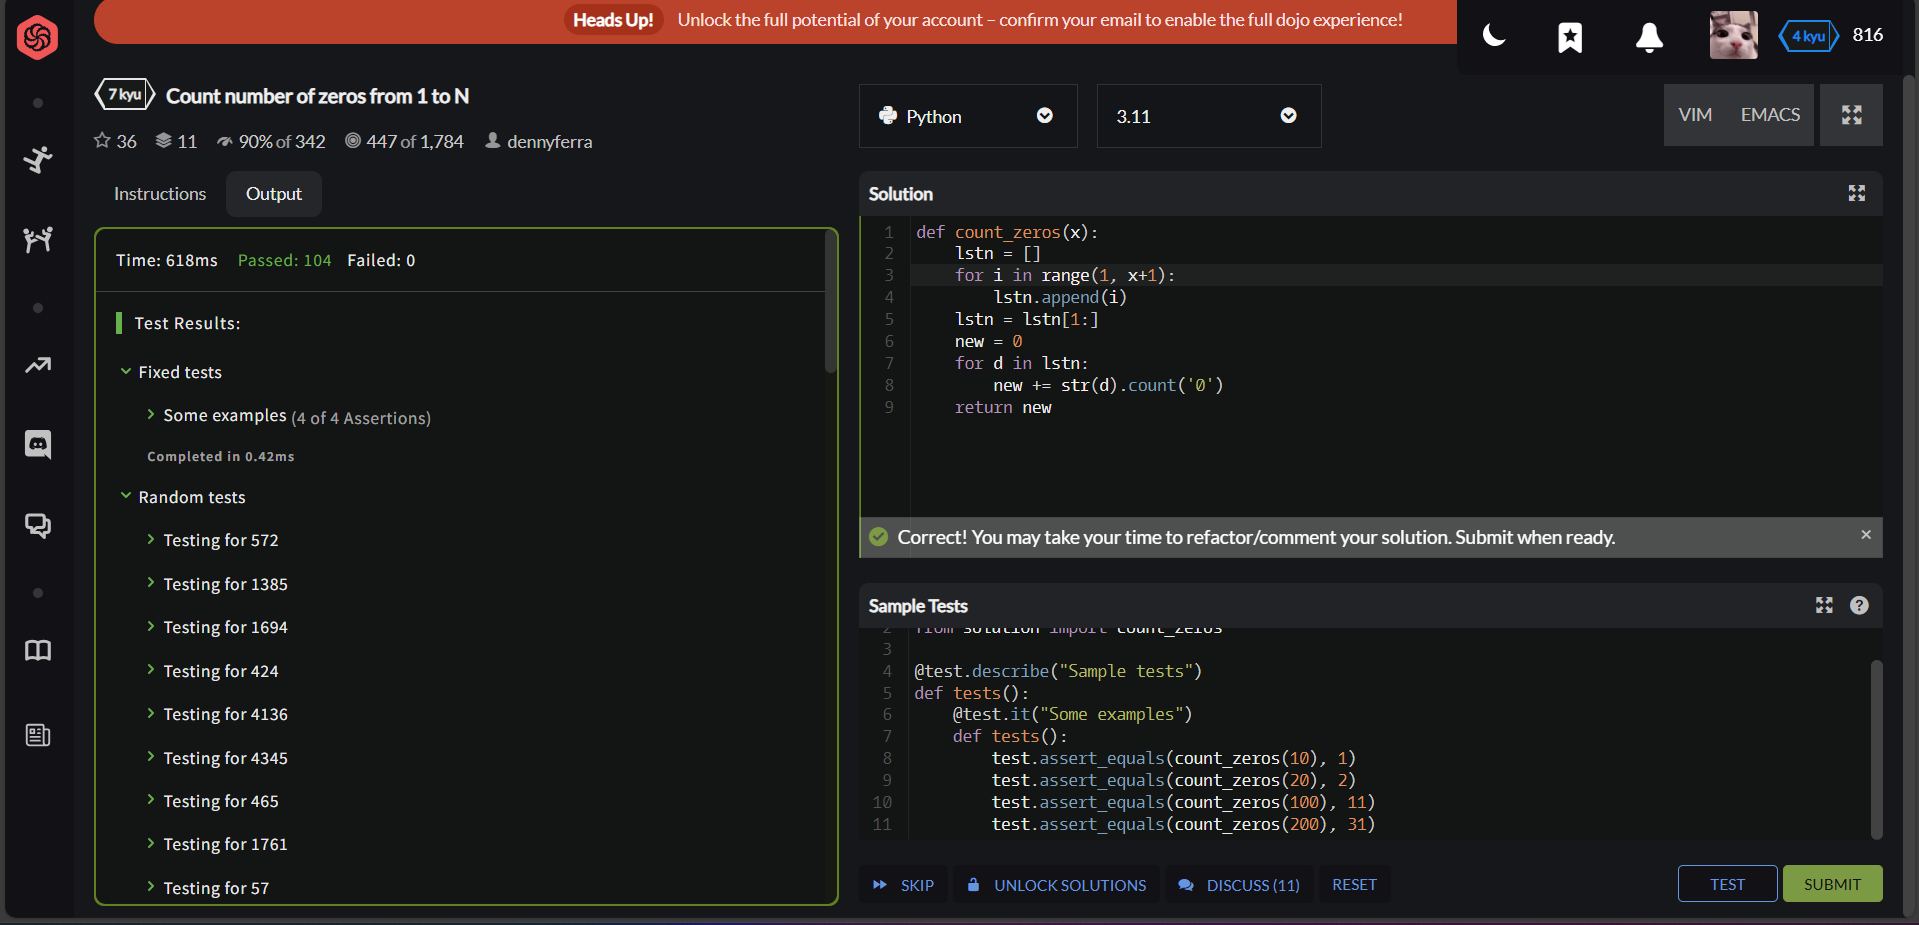 Heads Up! Unlock the full potential of your account – confirm your email to enable the full dojo experience!
4 kyu 816
7 kyu Count number of zeros from 1 to N
36 11 90% of 342 447 of 1,784 dennyferra
Instructions Output
Time: 618ms Passed: 104 Failed: 0
Test Results:
Fixed tests
Some examples (4 of 4 Assertions)
Completed in 0.42ms
Random tests
Testing for 572
Testing for 1385
Testing for 1694
Testing for 424
Testing for 4136
Testing for 4345
Testing for 465
Testing for 1761
Testing for 57
Python 3.11 VIM EMACS
Solution
1 def count_zeros(x):
2     lstn = []
3     for i in range(1, x+1):
4         lstn.append(i)
5     lstn = lstn[1:]
6     new = 0
7     for d in lstn:
8         new += str(d).count('0')
9     return new
Correct! You may take your time to refactor/comment your solution. Submit when ready. ×
Sample Tests ?
2 from solution import count_zeros
3
4 @test.describe("Sample tests")
5 def tests():
6     @test.it("Some examples")
7     def tests():
8         test.assert_equals(count_zeros(10), 1)
9         test.assert_equals(count_zeros(20), 2)
10         test.assert_equals(count_zeros(100), 11)
11         test.assert_equals(count_zeros(200), 31)
SKIP UNLOCK SOLUTIONS DISCUSS (11) RESET TEST SUBMIT